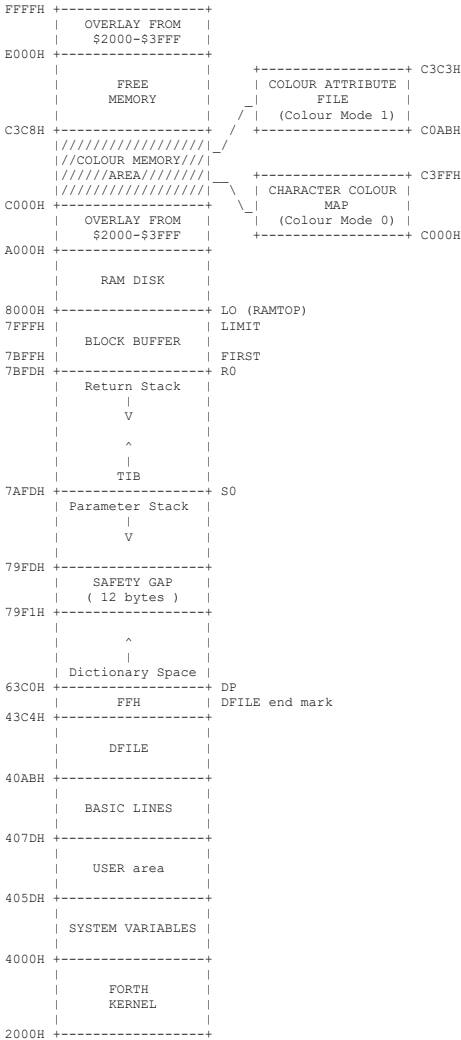 FFFFH +------------------+
      |   OVERLAY FROM   |
      |    $2000-$3FFF   |
E000H +------------------+
      |                  |     +------------------+ C3C3H
      |       FREE       |     | COLOUR ATTRIBUTE |
      |      MEMORY      |    _|       FILE       |
      |                  |   / |  (Colour Mode 1) |
C3C8H +------------------+  /  +------------------+ C0ABH
      |//////////////////|_/
      |//COLOUR MEMORY///|
      |//////AREA////////|__   +------------------+ C3FFH
      |//////////////////|  \  | CHARACTER COLOUR |
C000H +------------------+   \_|       MAP        |
      |   OVERLAY FROM   |     |  (Colour Mode 0) |
      |    $2000-$3FFF   |     +------------------+ C000H
A000H +------------------+
      |                  |
      |     RAM DISK     |
      |                  |
8000H +------------------+ LO (RAMTOP)
7FFFH |                  | LIMIT
      |   BLOCK BUFFER   |
7BFFH |                  | FIRST
7BFDH +------------------+ R0
      |   Return Stack   |
      |        |         |
      |        V         |
      |                  |
      |        ^         |
      |        |         |
      |       TIB        |
7AFDH +------------------+ S0
      | Parameter Stack  |
      |        |         |
      |        V         |
      |                  |
79FDH +------------------+
      |    SAFETY GAP    |
      |   ( 12 bytes )   |
79F1H +------------------+
      |                  |
      |        ^         |
      |        |         |
      | Dictionary Space |
63C0H +------------------+ DP
      |       FFH        | DFILE end mark
43C4H +------------------+
      |                  |
      |      DFILE       |
      |                  |
40ABH +------------------+
      |                  |
      |   BASIC LINES    |
      |                  |
407DH +------------------+
      |                  |
      |    USER area     |
      |                  |
405DH +------------------+
      |                  |
      | SYSTEM VARIABLES |
      |                  |
4000H +------------------+
      |                  |
      |      FORTH       |
      |      KERNEL      |
      |                  |
2000H +------------------+